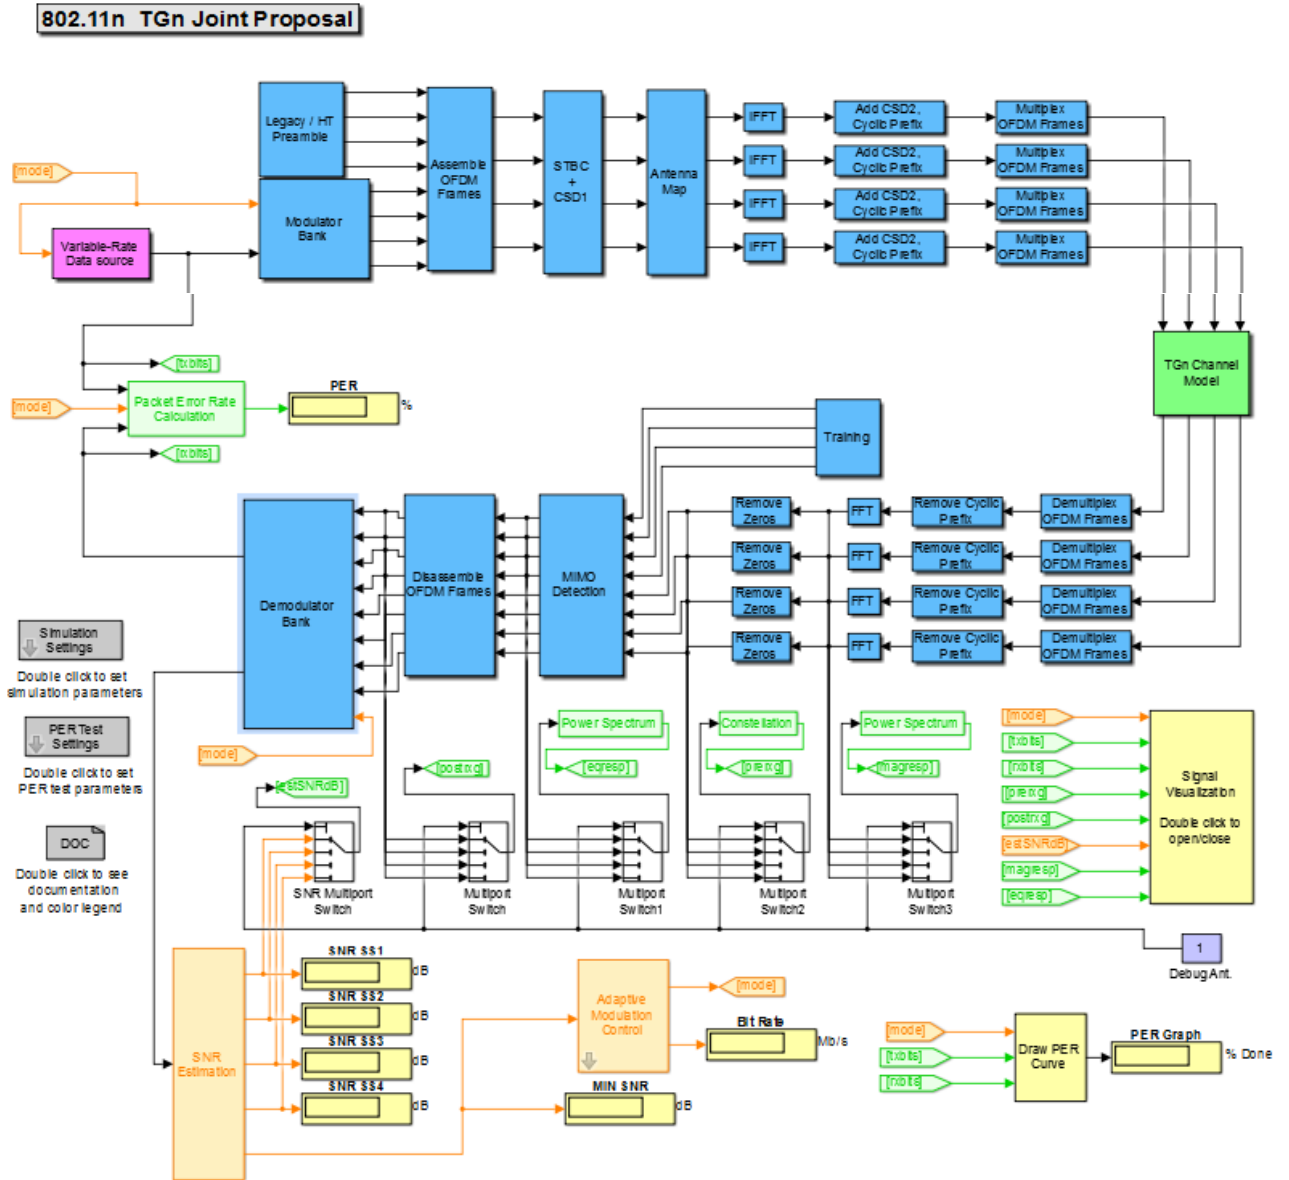 802.11n TGn Joint Proposal
Legacy / HT
Preamble
[mode]
Modulator
Bank
Variable-Rate
Data source
Assemble
OFDM
Frames
STBC
+
CSD1
Antenna
Map
IFFT
Add CSD2,
Cyclic Prefix
Multiplex
OFDM Frames
IFFT
Add CSD2,
Cyclic Prefix
Multiplex
OFDM Frames
IFFT
Add CSD2,
Cyclic Prefix
Multiplex
OFDM Frames
IFFT
Add CSD2,
Cyclic Prefix
Multiplex
OFDM Frames
TGn Channel
Model
[txbits]
[mode]
Packet Error Rate
Calculation
PER
%
[rxbits]
Training
Demodulator
Bank
Disassemble
OFDM Frames
MIMO
Detection
Remove
Zeros
FFT
Remove Cyclic
Prefix
Demultiplex
OFDM Frames
Remove
Zeros
FFT
Remove Cyclic
Prefix
Demultiplex
OFDM Frames
Remove
Zeros
FFT
Remove Cyclic
Prefix
Demultiplex
OFDM Frames
Remove
Zeros
FFT
Remove Cyclic
Prefix
Demultiplex
OFDM Frames
Simulation
Settings
Double click to set
simulation parameters
PER Test
Settings
Double click to set
PER test parameters
DOC
Double click to see
documentation
and color legend
[mode]
[estSNRdB]
[postrxg]
Power Spectrum
[eqresp]
Constellation
[prerxg]
Power Spectrum
[magresp]
SNR Multiport
Switch
Multiport
Switch
Multiport
Switch1
Multiport
Switch2
Multiport
Switch3
[mode]
[txbits]
[rxbits]
[prerxg]
[postrxg]
[estSNRdB]
[magresp]
[eqresp]
Signal
Visualization
Double click to
open/close
1
Debug Ant.
SNR
Estimation
SNR SS1
dB
SNR SS2
dB
SNR SS3
dB
SNR SS4
dB
Adaptive
Modulation
Control
[mode]
Bit Rate
Mb/s
MIN SNR
dB
[mode]
[txbits]
[rxbits]
Draw PER
Curve
PER Graph
% Done